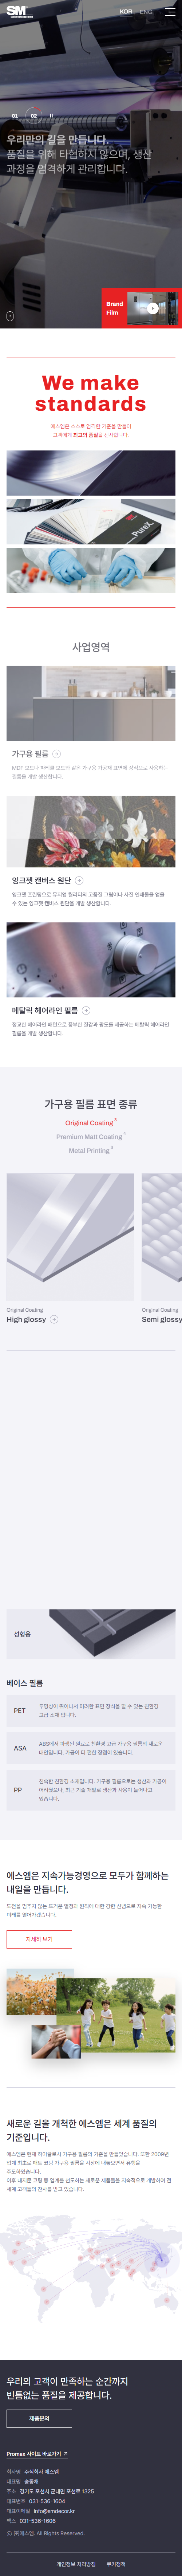 SM
KOR ENG
01 02
우리만의 길을 만듭니다.
품질을 위해 타협하지 않으며, 생산
과정을 엄격하게 관리합니다.
Brand
Film
We make
standards
에스엠은 스스로 엄격한 기준을 만들어
고객에게 최고의 품질을 선사합니다.
PureX.
사업영역
가구용 필름
MDF 보드나 파티클 보드와 같은 가구용 가공재 표면에 장식으로 사용하는
필름을 개발 생산합니다.
잉크젯 캔버스 원단
잉크젯 프린팅으로 뮤지엄 퀄리티의 고품질 그림이나 사진 인쇄물을 얻을
수 있는 잉크젯 캔버스 원단을 개발 생산합니다.
메탈릭 헤어라인 필름
정교한 헤어라인 패턴으로 풍부한 질감과 광도를 제공하는 메탈릭 헤어라인
필름을 개발 생산합니다.
가구용 필름 표면 종류
Original Coating
Premium Matt Coating
Metal Printing
Original Coating
High glossy
Original Coating
Semi glossy
성형용
베이스 필름
PET
투명성이 뛰어나서 미려한 표면 장식을 할 수 있는 친환경
고급 소재 입니다.
ASA
ABS에서 파생된 원료로 친환경 고급 가구용 필름의 새로운
대안입니다. 가공이 더 편한 장점이 있습니다.
PP
친숙한 친환경 소재입니다. 가구용 필름으로는 생산과 가공이
어려웠으나, 최근 기술 개발로 생산과 사용이 늘어나고
있습니다.
에스엠은 지속가능경영으로 모두가 함께하는
내일을 만듭니다.
도전을 멈추지 않는 뜨거운 열정과 원칙에 대한 강한 신념으로 지속 가능한
미래를 열어가겠습니다.
자세히 보기
새로운 길을 개척한 에스엠은 세계 품질의
기준입니다.
에스엠은 현재 하이글로시 가구용 필름의 기준을 만들었습니다. 또한 2009년
업계 최초로 매트 코팅 가구용 필름을 시장에 내놓으면서 유행을
주도하였습니다.
이후 내지문 코팅 등 업계를 선도하는 새로운 제품들을 지속적으로 개발하여 전
세계 고객들의 찬사를 받고 있습니다.
우리의 고객이 만족하는 순간까지
빈틈없는 품질을 제공합니다.
제품문의
Promax 사이트 바로가기
회사명 주식회사 에스엠
대표명 송종재
주소 경기도 포천시 군내면 포천로 1325
대표번호 031-536-1604
대표이메일 info@smdecor.kr
팩스 031-536-1606
ⓒ ㈜에스엠. All Rights Reserved.
개인정보 처리방침 쿠키정책